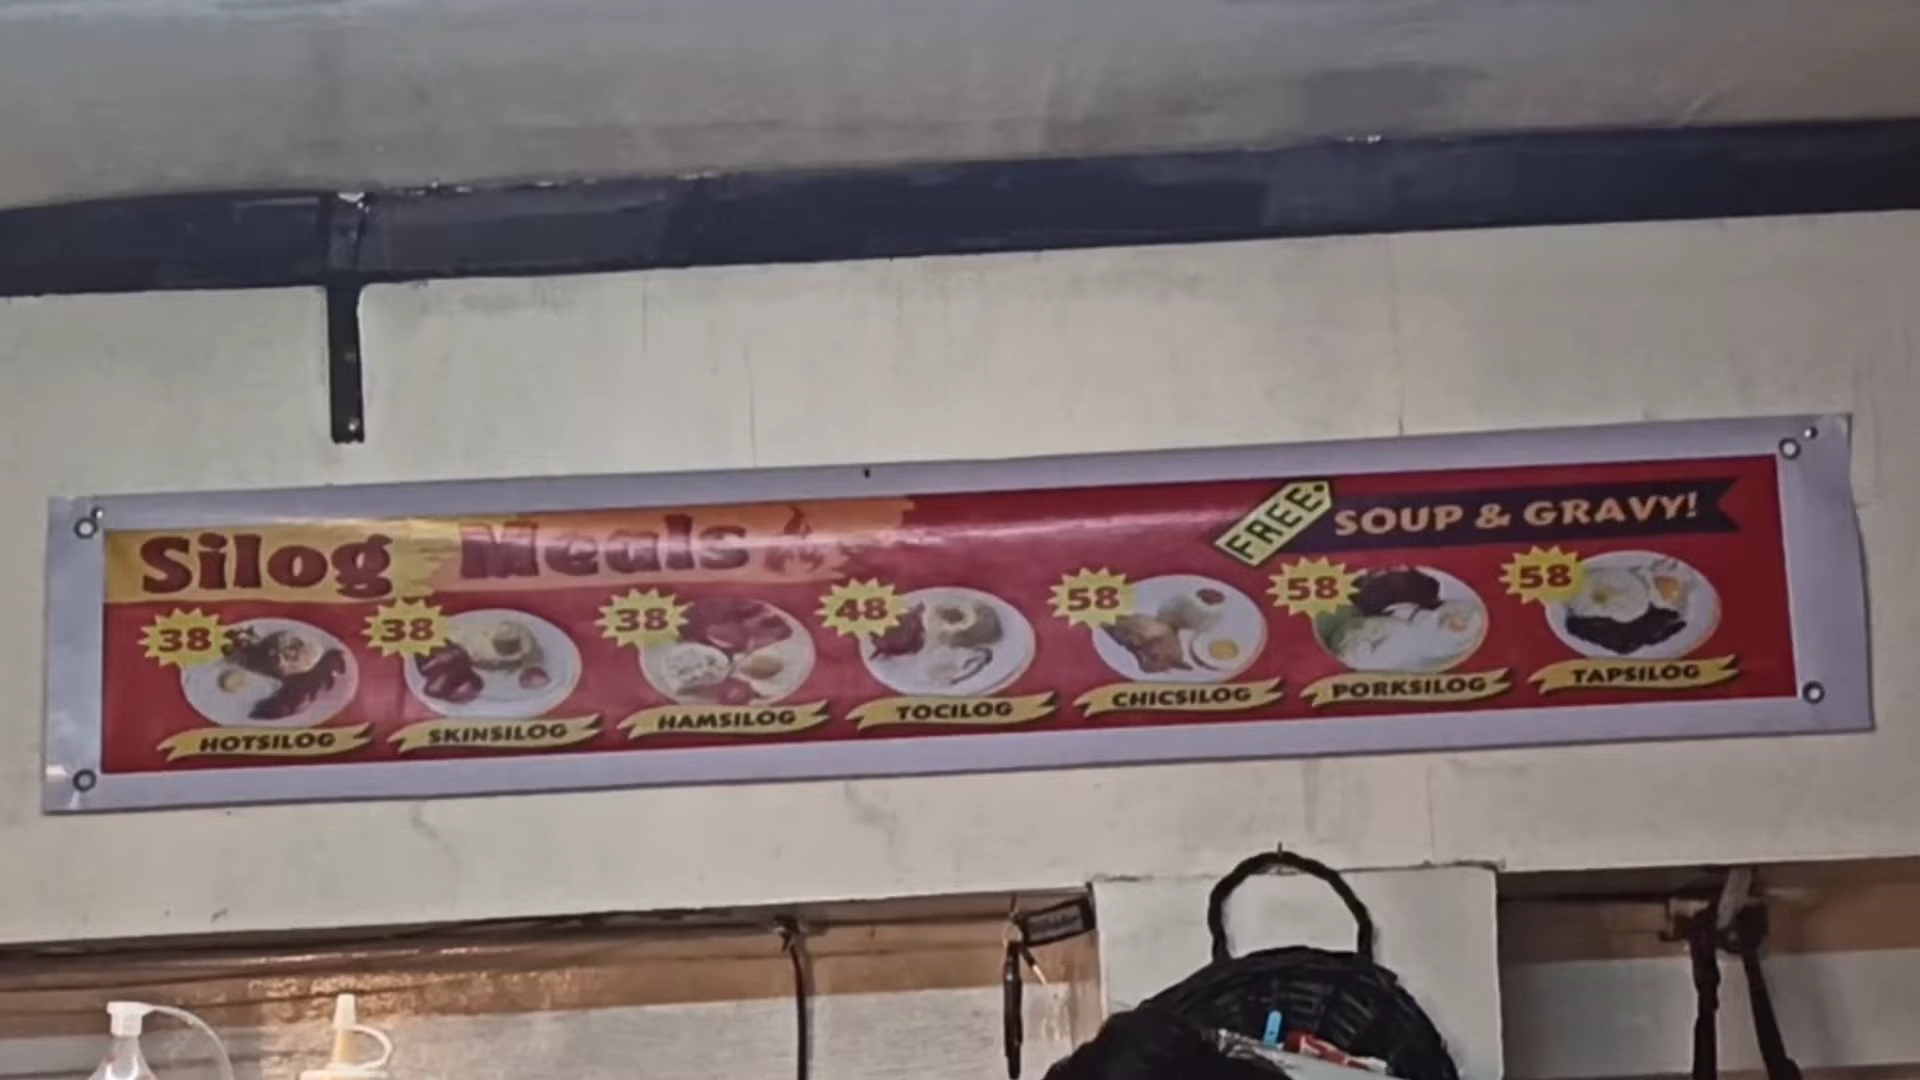 Silog Meals
FREE:
SOUP & GRAVY!
38
HOTSILOG
38
SKINSILOG
38
HAMSILOG
48
TOCILOG
58
CHICSILOG
58
PORKSILOG
58
TAPSILOG